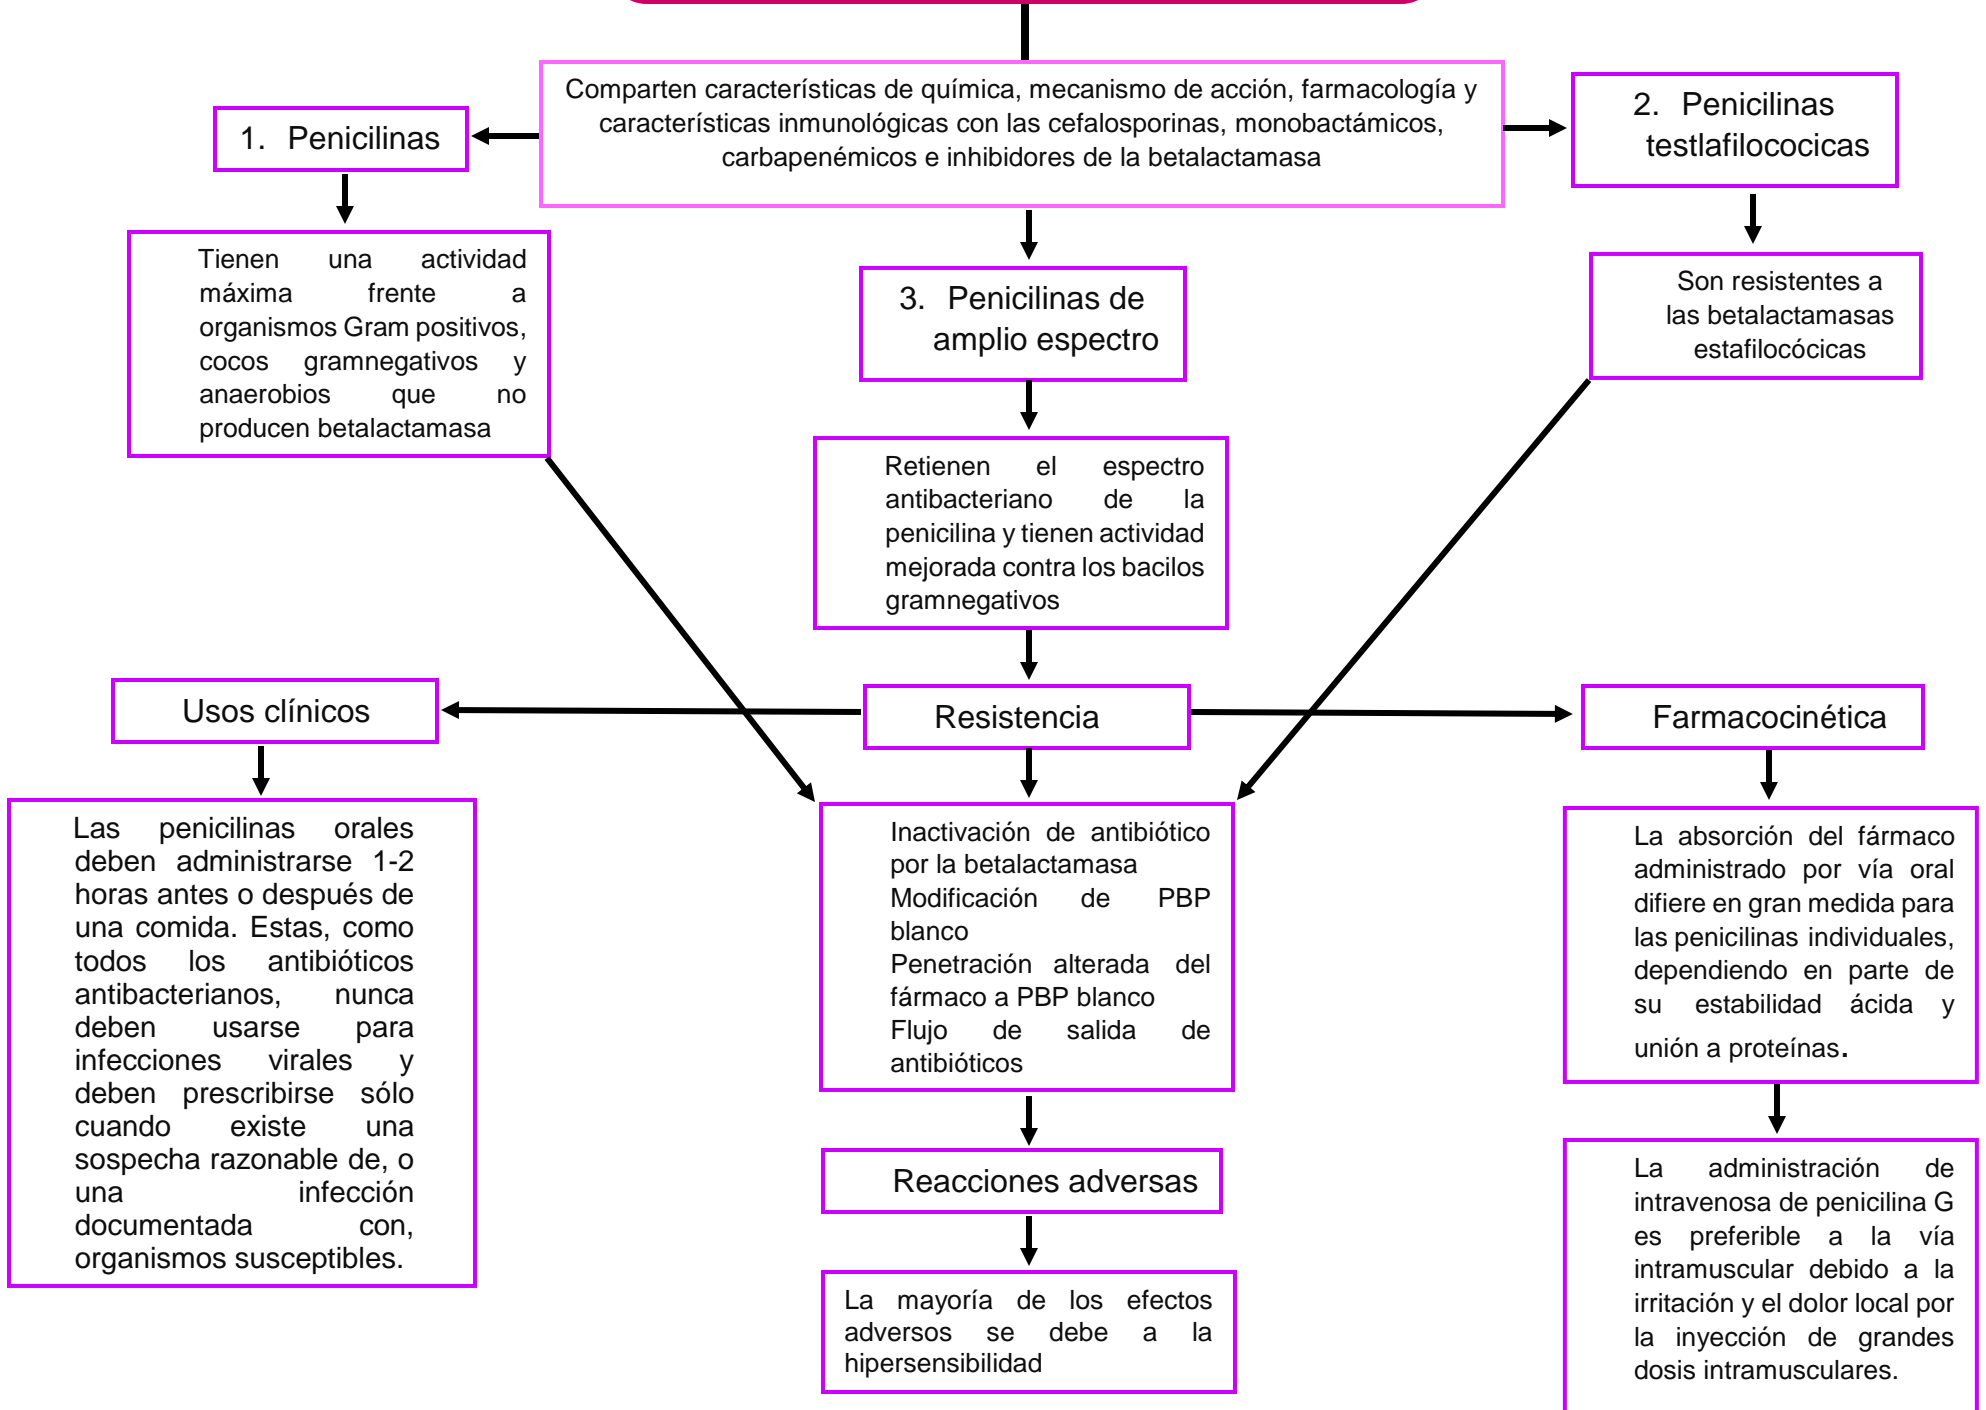 Comparten características de química, mecanismo de acción, farmacología y
características inmunológicas con las cefalosporinas, monobactámicos,
carbapenémicos e inhibidores de la betalactamasa
1. Penicilinas
2. Penicilinas
testlafilococicas
Tienen una actividad
máxima frente a
organismos Gram positivos,
cocos gramnegativos y
anaerobios que no
producen betalactamasa
3. Penicilinas de
amplio espectro
Son resistentes a
las betalactamasas
estafilocócicas
Retienen el espectro
antibacteriano de la
penicilina y tienen actividad
mejorada contra los bacilos
gramnegativos
Usos clínicos
Resistencia
Farmacocinética
Las penicilinas orales
deben administrarse 1-2
horas antes o después de
una comida. Estas, como
todos los antibióticos
antibacterianos, nunca
deben usarse para
infecciones virales y
deben prescribirse sólo
cuando existe una
sospecha razonable de, o
una infección
documentada con,
organismos susceptibles.
Inactivación de antibiótico
por la betalactamasa
Modificación de PBP
blanco
Penetración alterada del
fármaco a PBP blanco
Flujo de salida de
antibióticos
La absorción del fármaco
administrado por vía oral
difiere en gran medida para
las penicilinas individuales,
dependiendo en parte de
su estabilidad ácida y
unión a proteínas.
Reacciones adversas
La mayoría de los efectos
adversos se debe a la
hipersensibilidad
La administración de
intravenosa de penicilina G
es preferible a la vía
intramuscular debido a la
irritación y el dolor local por
la inyección de grandes
dosis intramusculares.